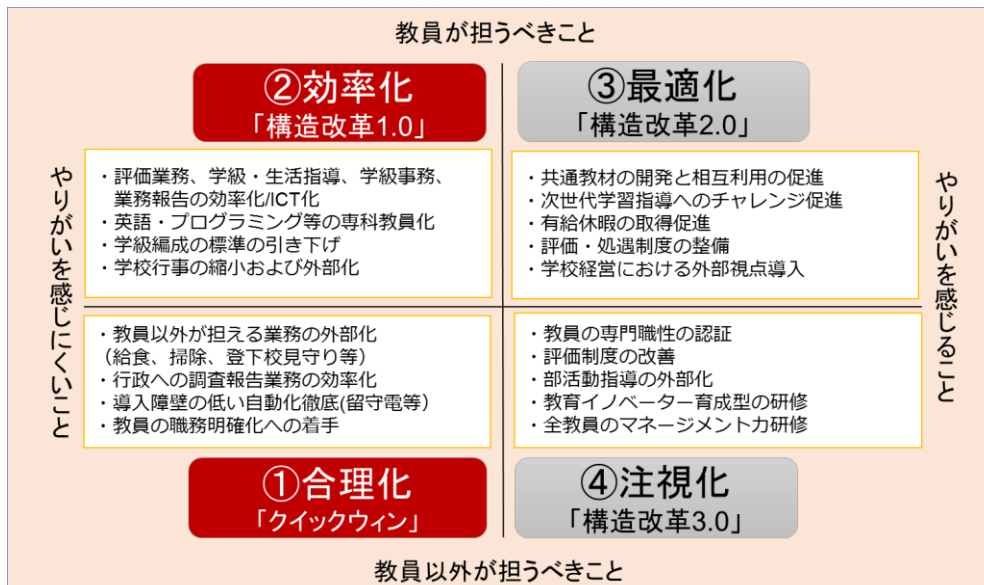 教員が担うべきこと
②効率化
「構造改革1.0」
③最適化
「構造改革2.0」
やりがいを感じにくいこと
・評価業務、学級・生活指導、学級事務、
業務報告の効率化/ICT化
・英語・プログラミング等の専科教員化
・学級編成の標準の引き下げ
・学校行事の縮小および外部化
・共通教材の開発と相互利用の促進
・次世代学習指導へのチャレンジ促進
・有給休暇の取得促進
・評価・処遇制度の整備
・学校経営における外部視点導入
やりがいを感じること
・教員以外が担える業務の外部化
（給食、掃除、登下校見守り等）
・行政への調査報告業務の効率化
・導入障壁の低い自動化徹底(留守電等）
・教員の職務明確化への着手
・教員の専門職性の認証
・評価制度の改善
・部活動指導の外部化
・教育イノベーター育成型の研修
・全教員のマネージメント力研修
①合理化
「クイックウィン」
④注視化
「構造改革3.0」
教員以外が担うべきこと